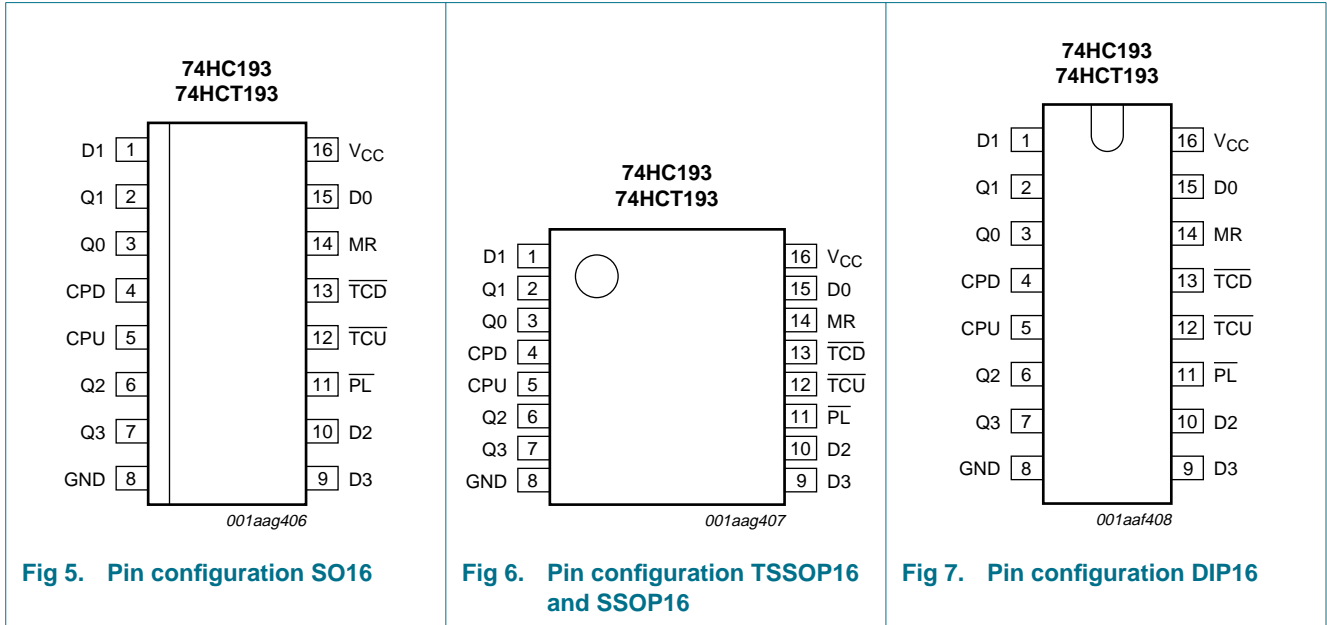 74HC193
74HCT193
D1 1 16 VCC
Q1 2 15 D0
Q0 3 14 MR
CPD 4 13 TCD
CPU 5 12 TCU
Q2 6 11 PL
Q3 7 10 D2
GND 8 9 D3
001aag406
Fig 5. Pin configuration SO16
74HC193
74HCT193
D1 1 16 VCC
Q1 2 15 D0
Q0 3 14 MR
CPD 4 13 TCD
CPU 5 12 TCU
Q2 6 11 PL
Q3 7 10 D2
GND 8 9 D3
001aag407
Fig 6. Pin configuration TSSOP16
and SSOP16
74HC193
74HCT193
D1 1 16 VCC
Q1 2 15 D0
Q0 3 14 MR
CPD 4 13 TCD
CPU 5 12 TCU
Q2 6 11 PL
Q3 7 10 D2
GND 8 9 D3
001aaf408
Fig 7. Pin configuration DIP16